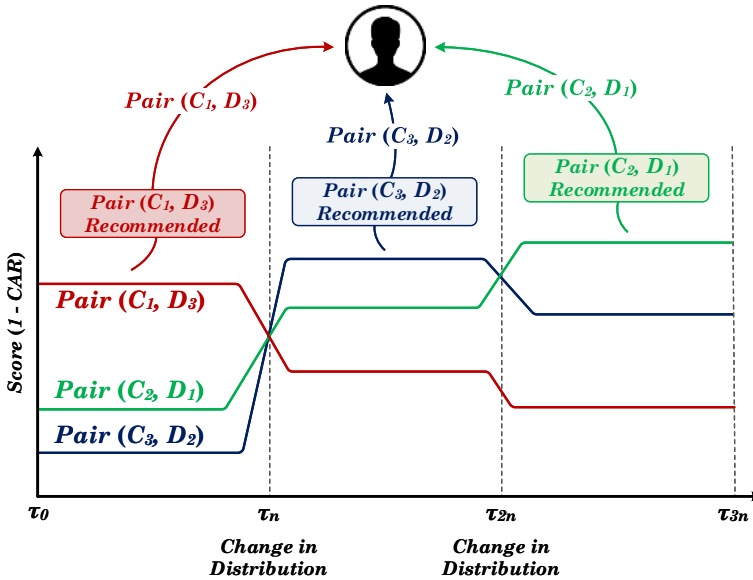 Pair (C₁, D₃)
Pair (C₂, D₁)
Pair (C₃, D₂)
Pair (C₁, D₃)
Recommended
Pair (C₃, D₂)
Recommended
Pair (C₂, D₁)
Recommended
Score (1 - CAR)
Pair (C₁, D₃)
Pair (C₂, D₁)
Pair (C₃, D₂)
τ₀
τₙ
τ₂ₙ
τ₃ₙ
Change in
Distribution
Change in
Distribution